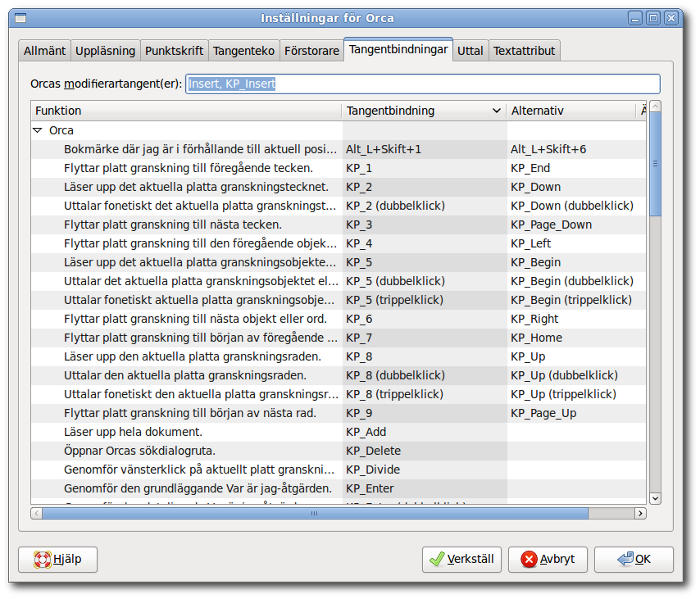 Inställningar för Orca
Allmänt Uppläsning Punktskrift Tangenteko Förstorare Tangentbindningar Uttal Textattribut
Orcas modifierartangent(er): Insert, KP_Insert
Funktion Tangentbindning Alternativ
Orca
Bokmärke där jag är i förhållande till aktuell posi... Alt_L+Skift+1 Alt_L+Skift+6
Flyttar platt granskning till föregående tecken. KP_1 KP_End
Läser upp det aktuella platta granskningstecknet. KP_2 KP_Down
Uttalar fonetiskt det aktuella platta granskningst... KP_2 (dubbelklick) KP_Down (dubbelklick)
Flyttar platt granskning till nästa tecken. KP_3 KP_Page_Down
Flyttar platt granskning till den föregående objek... KP_4 KP_Left
Läser upp det aktuella platta granskningsobjekte... KP_5 KP_Begin
Uttalar det aktuella platta granskningsobjektet el... KP_5 (dubbelklick) KP_Begin (dubbelklick)
Uttalar fonetiskt aktuella platta granskningsobje... KP_5 (trippelklick) KP_Begin (trippelklick)
Flyttar platt granskning till nästa objekt eller ord. KP_6 KP_Right
Flyttar platt granskning till början av föregående ... KP_7 KP_Home
Läser upp den aktuella platta granskningsraden. KP_8 KP_Up
Uttalar den aktuella platta granskningsraden. KP_8 (dubbelklick) KP_Up (dubbelklick)
Uttalar fonetiskt den aktuella platta granskningsr... KP_8 (trippelklick) KP_Up (trippelklick)
Flyttar platt granskning till början av nästa rad. KP_9 KP_Page_Up
Läser upp hela dokument. KP_Add
Öppnar Orcas sökdialogruta. KP_Delete
Genomför vänsterklick på aktuellt platt granskni... KP_Divide
Genomför den grundläggande Var är jag-åtgärden. KP_Enter
Hjälp Verkställ Avbryt OK